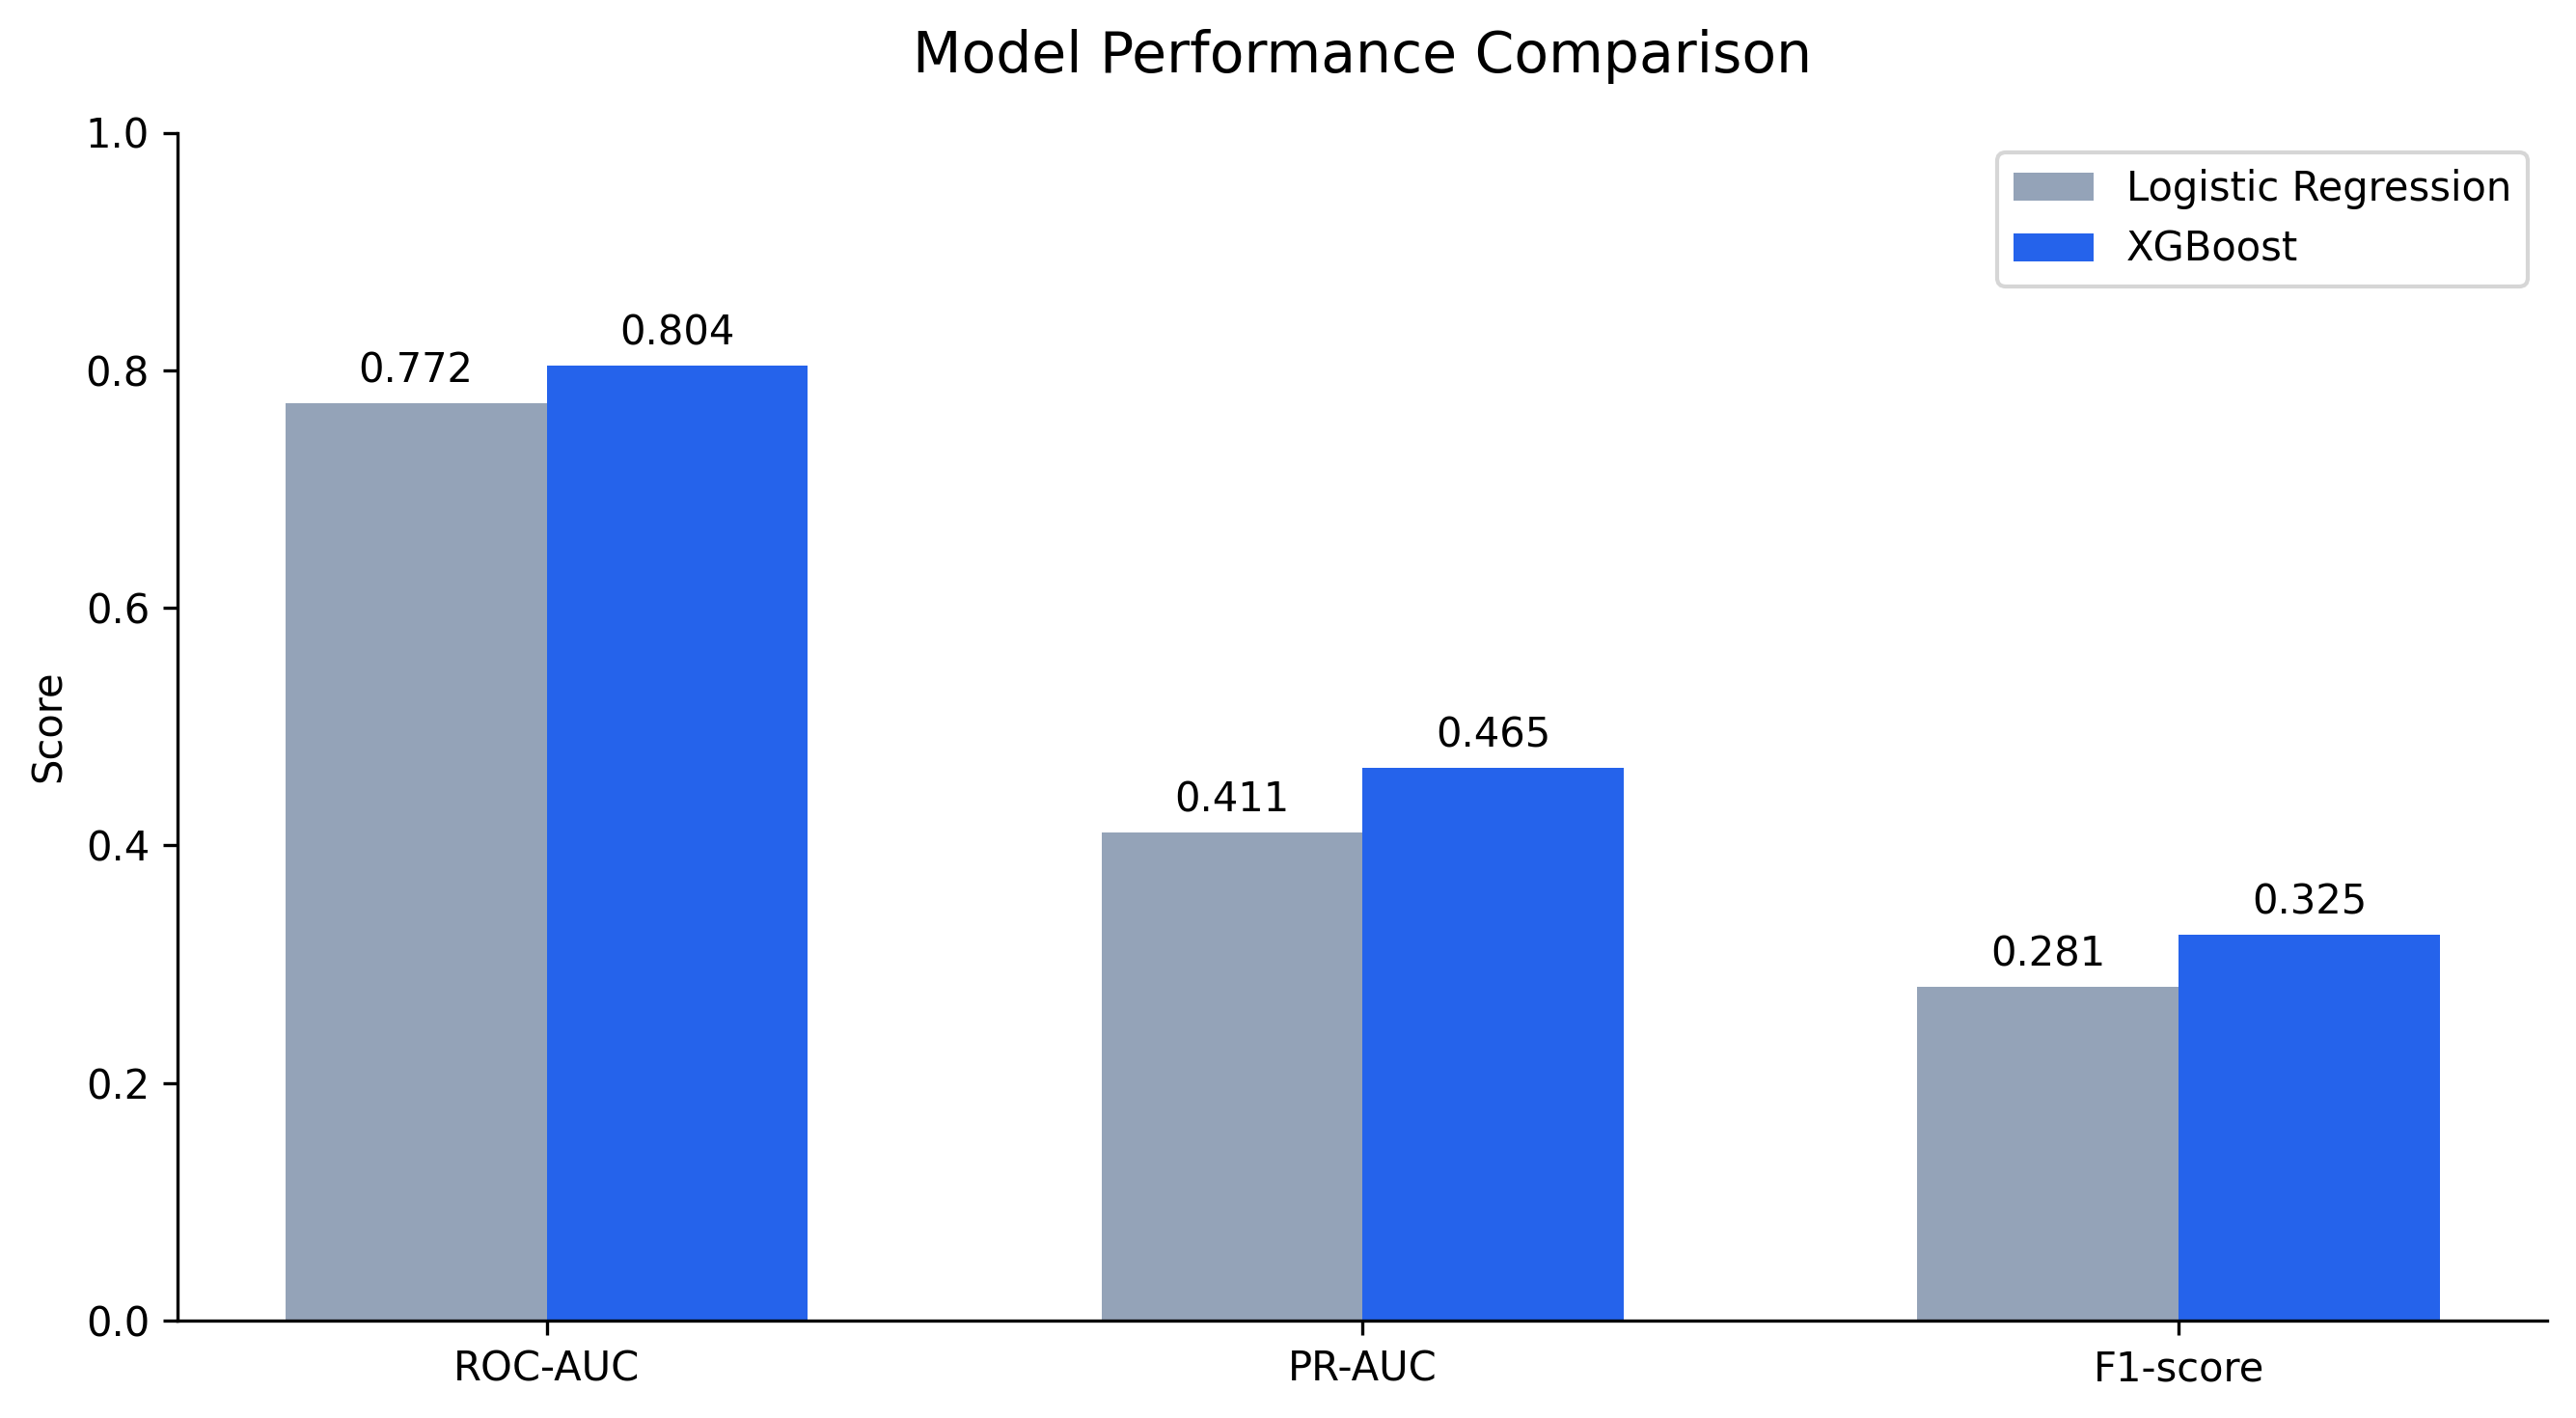 Model Performance Comparison
1.0
0.8
0.6
0.4
0.2
0.0
Score
Logistic Regression
XGBoost
0.772
0.804
0.411
0.465
0.281
0.325
ROC-AUC
PR-AUC
F1-score